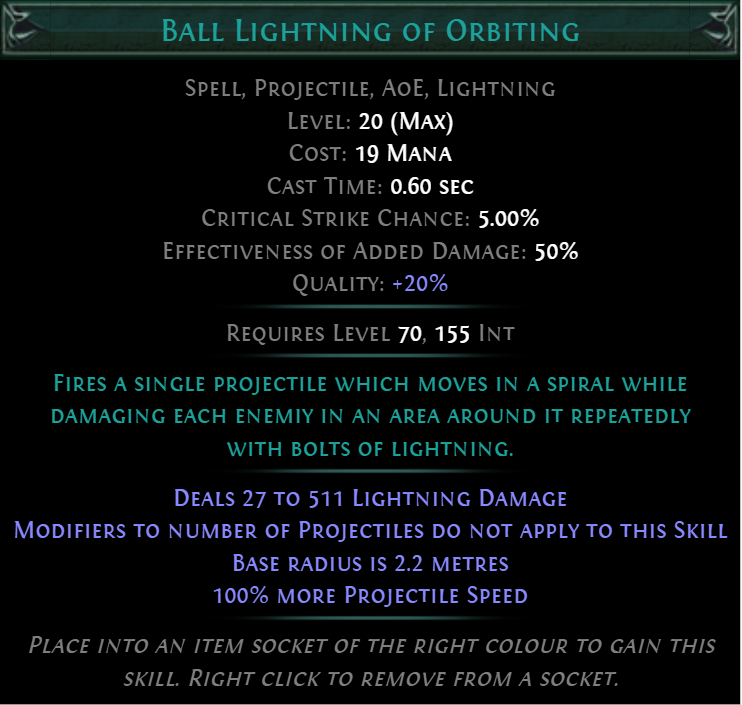 Ball Lightning of Orbiting
Spell, Projectile, AoE, Lightning
Level: 20 (Max)
Cost: 19 Mana
Cast Time: 0.60 sec
Critical Strike Chance: 5.00%
Effectiveness of Added Damage: 50%
Quality: +20%
Requires Level 70, 155 Int
Fires a single projectile which moves in a spiral while
damaging each enemiy in an area around it repeatedly
with bolts of lightning.
Deals 27 to 511 Lightning Damage
Modifiers to number of Projectiles do not apply to this Skill
Base radius is 2.2 metres
100% more Projectile Speed
Place into an item socket of the right colour to gain this
skill. Right click to remove from a socket.